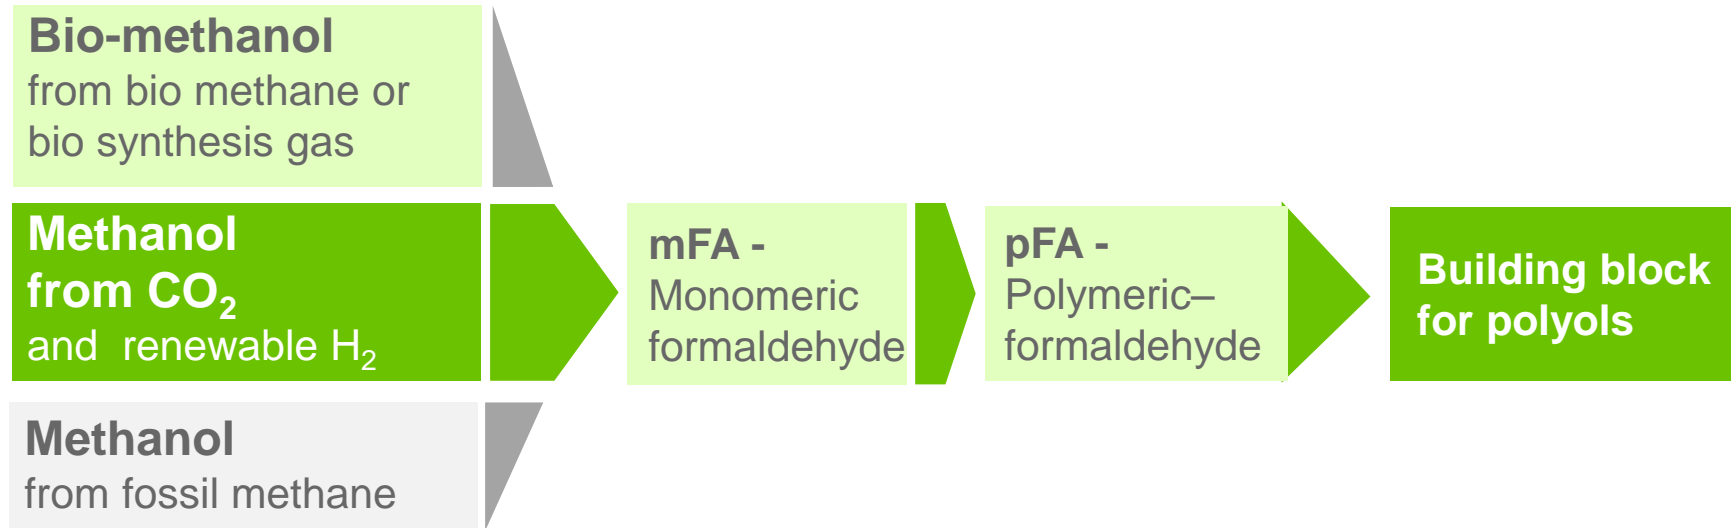 Bio-methanol
from bio methane or
bio synthesis gas
Methanol
from CO₂
and renewable H₂
Methanol
from fossil methane
mFA -
Monomeric
formaldehyde
pFA -
Polymeric–
formaldehyde
Building block
for polyols